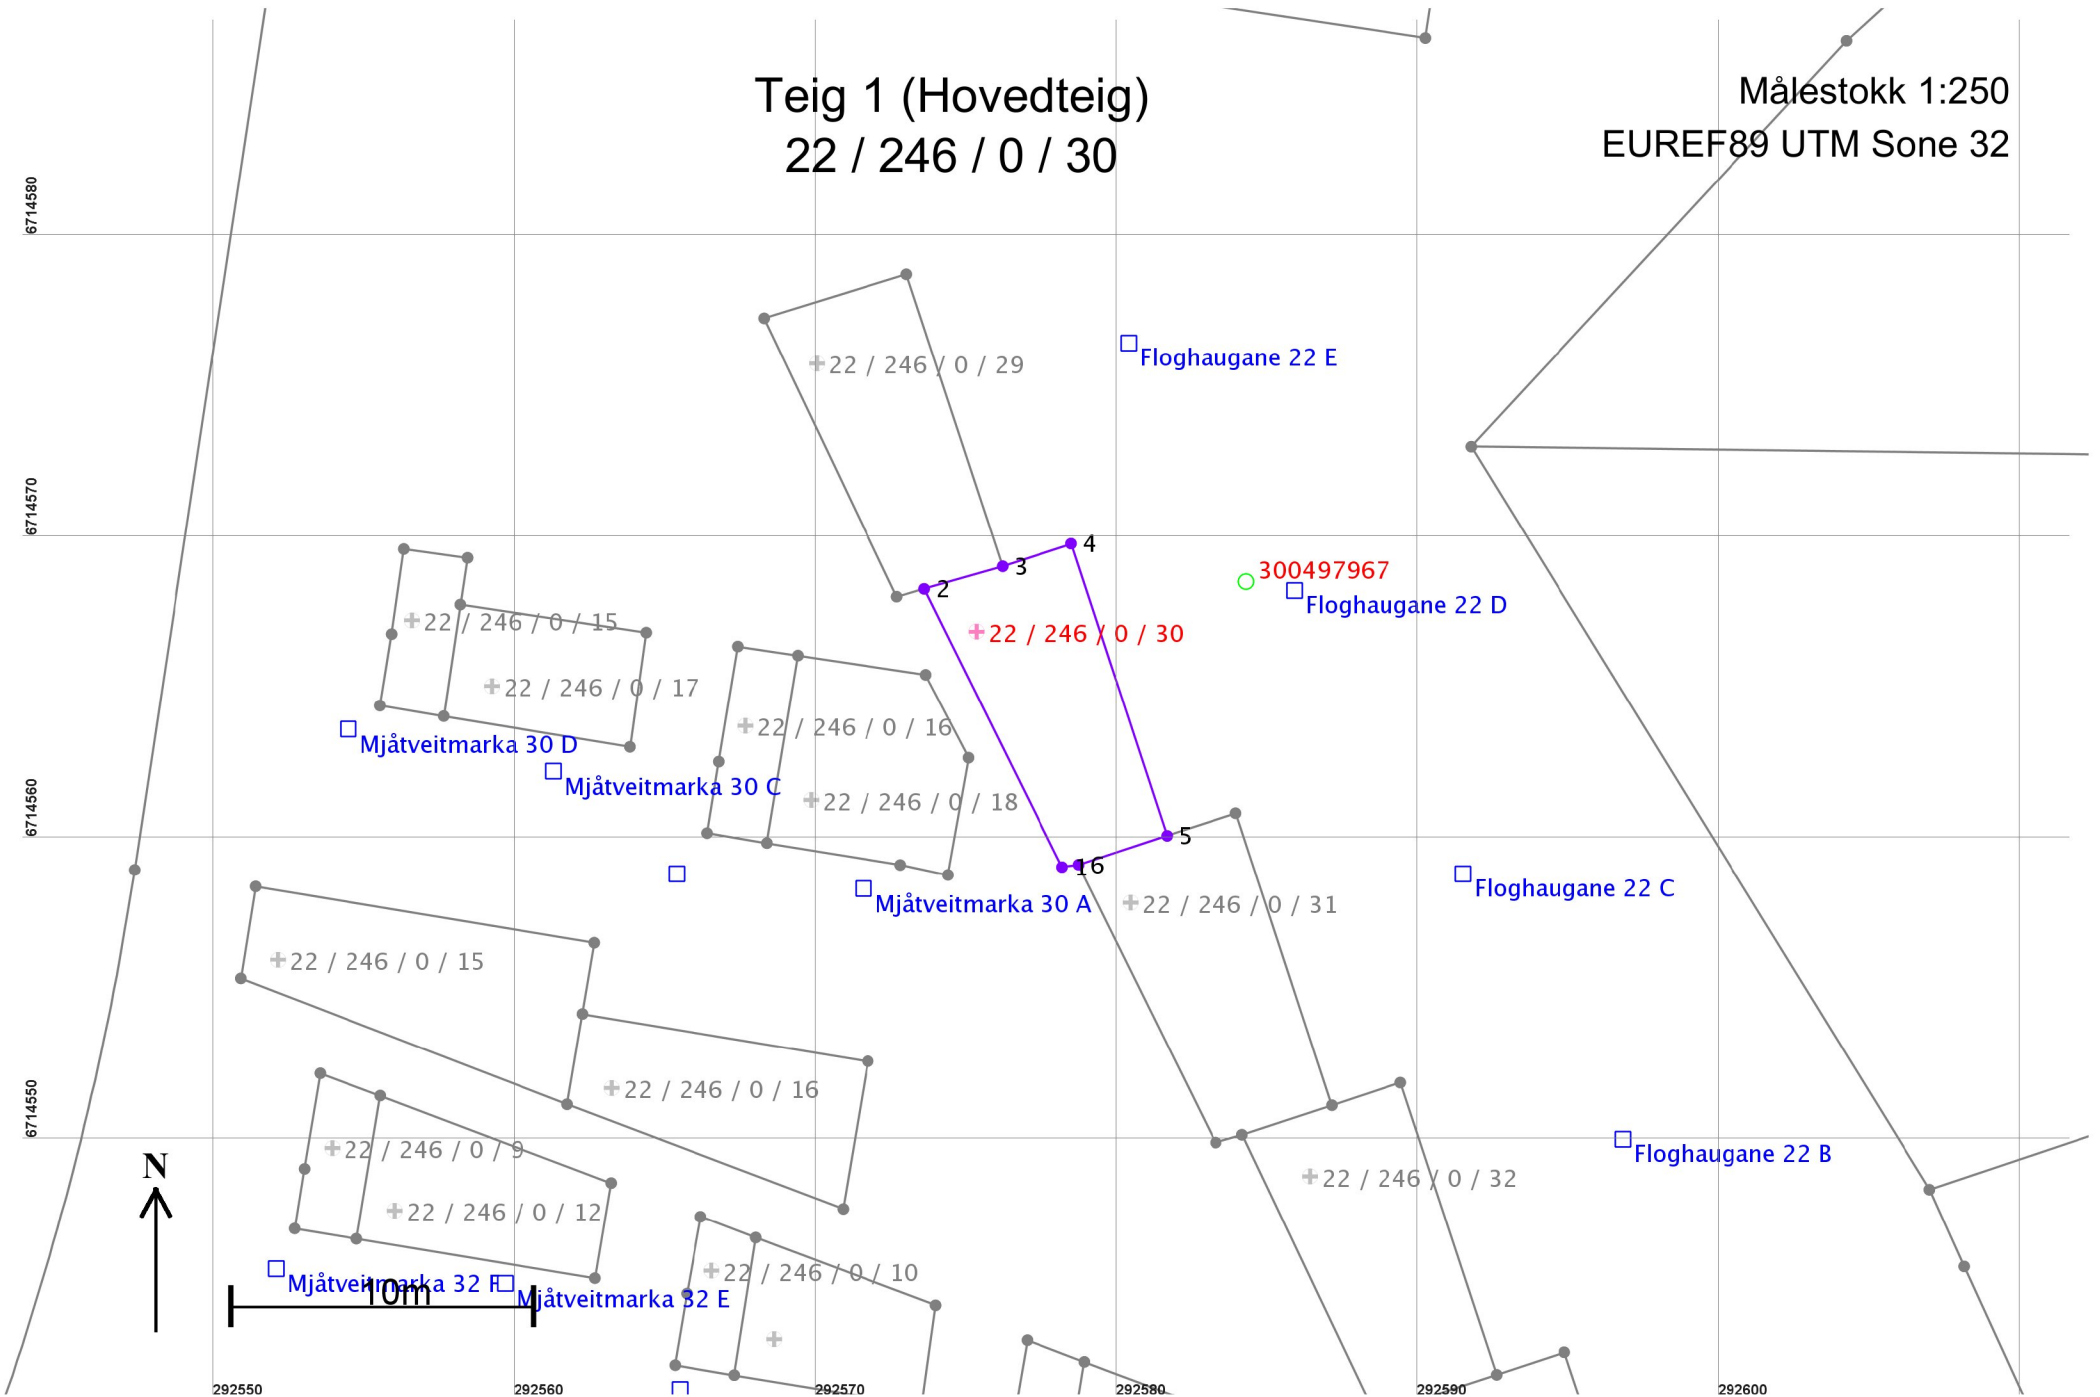 Teig 1 (Hovedteig)
22 / 246 / 0 / 30
Målestokk 1:250
EUREF89 UTM Sone 32
6714580
22 / 246 / 0 / 29
Floghaugane 22 E
6714570
4
3
2
300497967
Floghaugane 22 D
22 / 246 / 0 / 15
22 / 246 / 0 / 30
22 / 246 / 0 / 17
22 / 246 / 0 / 16
Mjåtveitmarka 30 D
Mjåtveitmarka 30 C
22 / 246 / 0 / 18
6714560
5
16
Floghaugane 22 C
Mjåtveitmarka 30 A
22 / 246 / 0 / 31
22 / 246 / 0 / 15
22 / 246 / 0 / 16
6714550
22 / 246 / 0 / 9
Floghaugane 22 B
N
22 / 246 / 0 / 32
22 / 246 / 0 / 12
22 / 246 / 0 / 10
Mjåtveitmarka 32 F
10m
Mjåtveitmarka 32 E
292550
292560
292570
292580
292590
292600